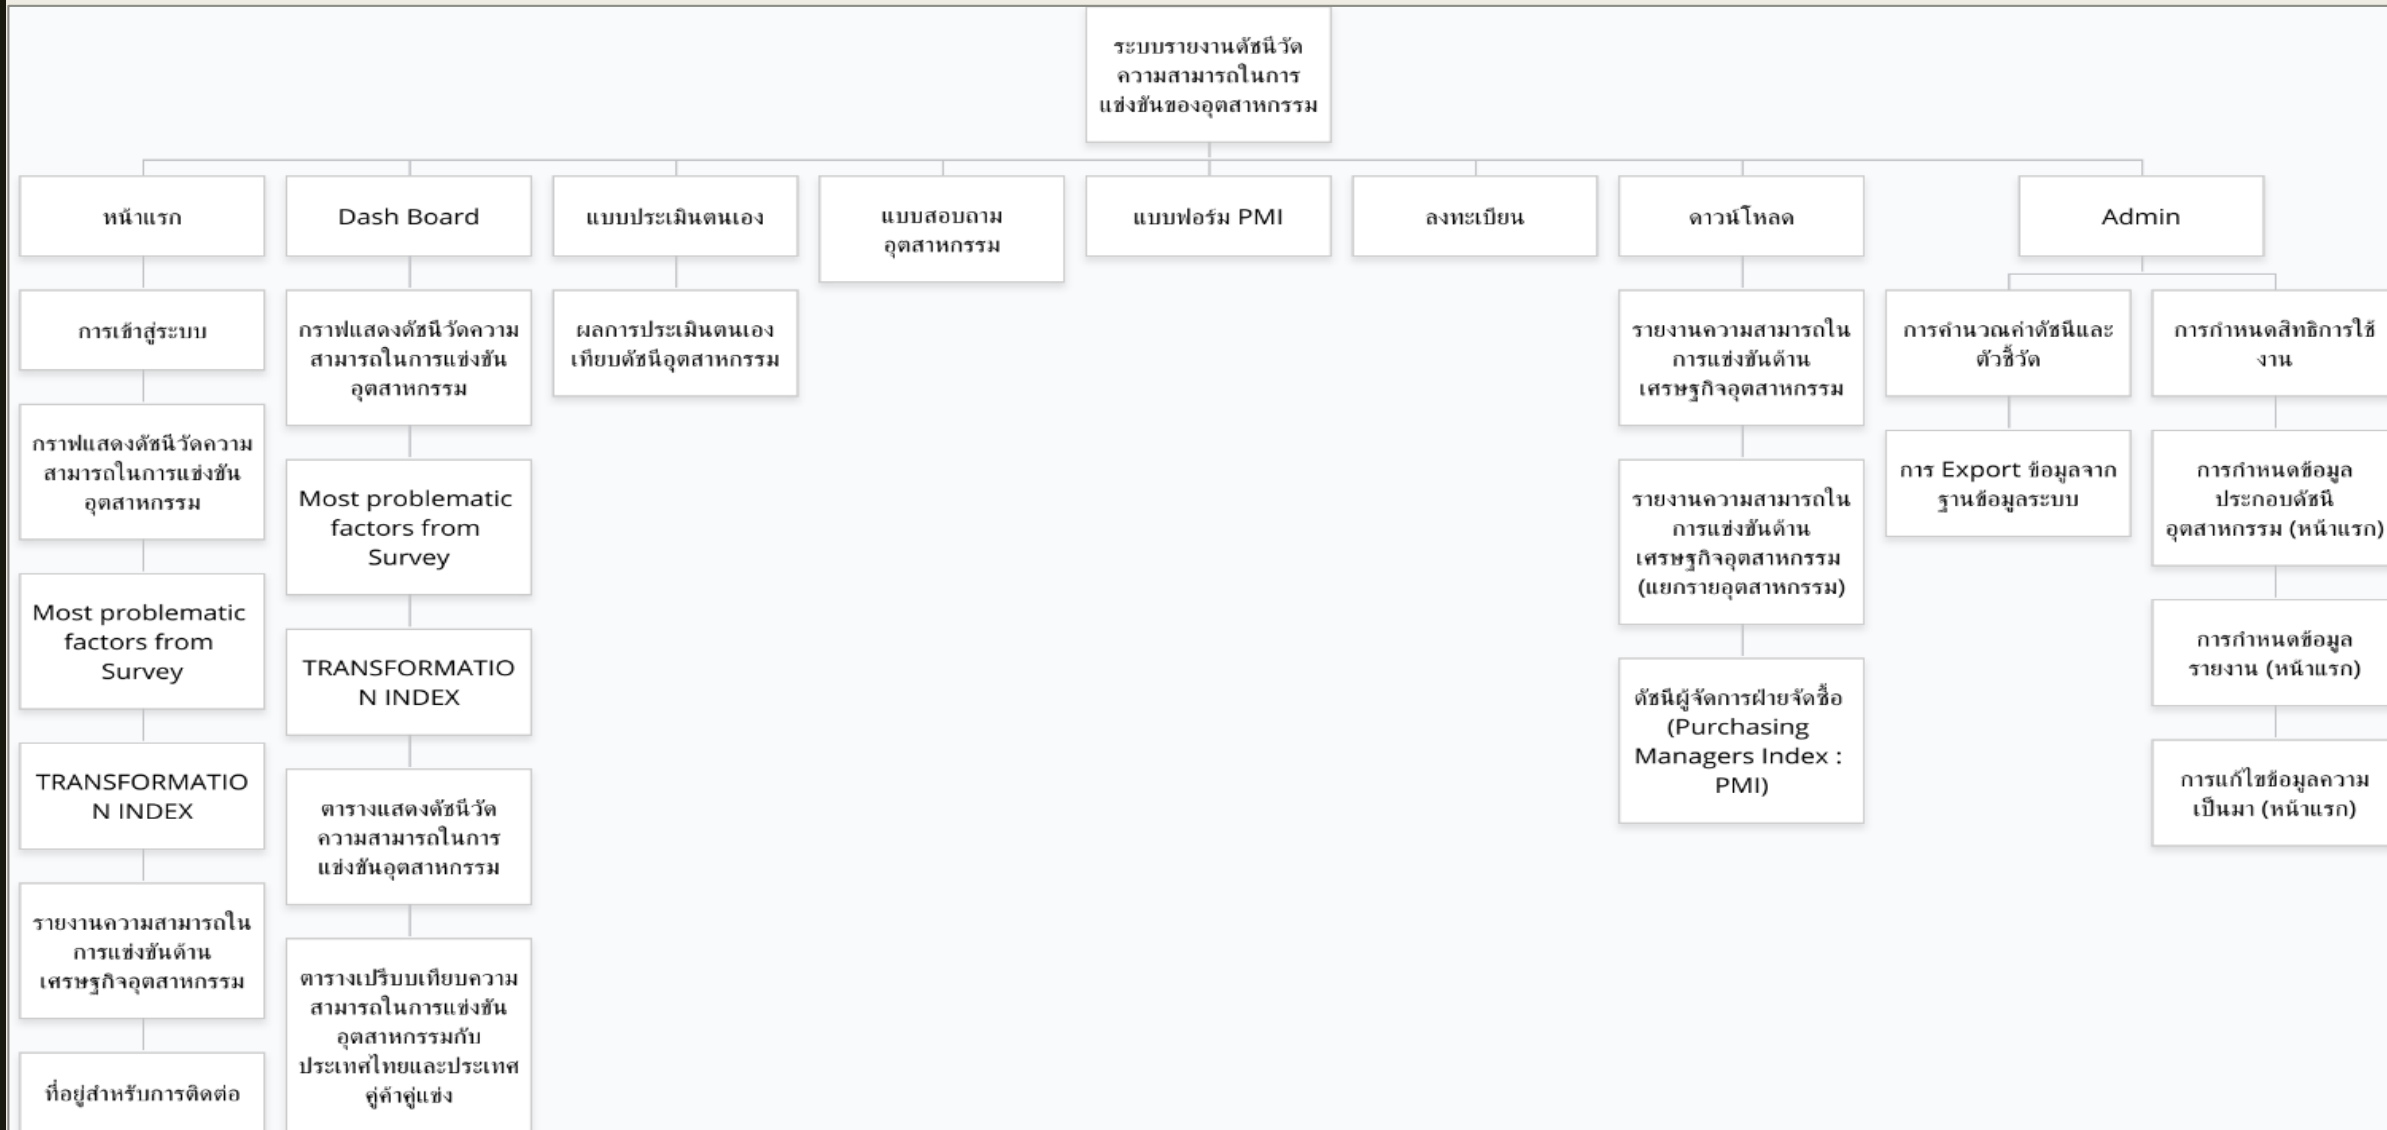 ระบบรายงานดัชนีวัด
ความสามารถในการ
แข่งขันของอุตสาหกรรม
หน้าแรก
Dash Board
แบบประเมินตนเอง
แบบสอบถาม
อุตสาหกรรม
แบบฟอร์ม PMI
ลงทะเบียน
ดาวน์โหลด
Admin
การเข้าสู่ระบบ
กราฟแสดงดัชนีวัดความ
สามารถในการแข่งขัน
อุตสาหกรรม
Most problematic
factors from
Survey
TRANSFORMATIO
N INDEX
รายงานความสามารถใน
การแข่งขันด้าน
เศรษฐกิจอุตสาหกรรม
ที่อยู่สำหรับการติดต่อ
กราฟแสดงดัชนีวัดความ
สามารถในการแข่งขัน
อุตสาหกรรม
Most problematic
factors from
Survey
TRANSFORMATIO
N INDEX
ตารางแสดงดัชนีวัด
ความสามารถในการ
แข่งขันอุตสาหกรรม
ตารางเปรีบบเทียบความ
สามารถในการแข่งขัน
อุตสาหกรรมกับ
ประเทศไทยและประเทศ
คู่ค้าคู่แข่ง
ผลการประเมินตนเอง
เทียบดัชนีอุตสาหกรรม
รายงานความสามารถใน
การแข่งขันด้าน
เศรษฐกิจอุตสาหกรรม
รายงานความสามารถใน
การแข่งขันด้าน
เศรษฐกิจอุตสาหกรรม
(แยกรายอุตสาหกรรม)
ดัชนีผู้จัดการฝ่ายจัดซื้อ
(Purchasing
Managers Index :
PMI)
การคำนวณค่าดัชนีและ
ตัวชี้วัด
การ Export ข้อมูลจาก
ฐานข้อมูลระบบ
การกำหนดสิทธิการใช้
งาน
การกำหนดข้อมูล
ประกอบดัชนี
อุตสาหกรรม (หน้าแรก)
การกำหนดข้อมูล
รายงาน (หน้าแรก)
การแก้ไขข้อมูลความ
เป็นมา (หน้าแรก)